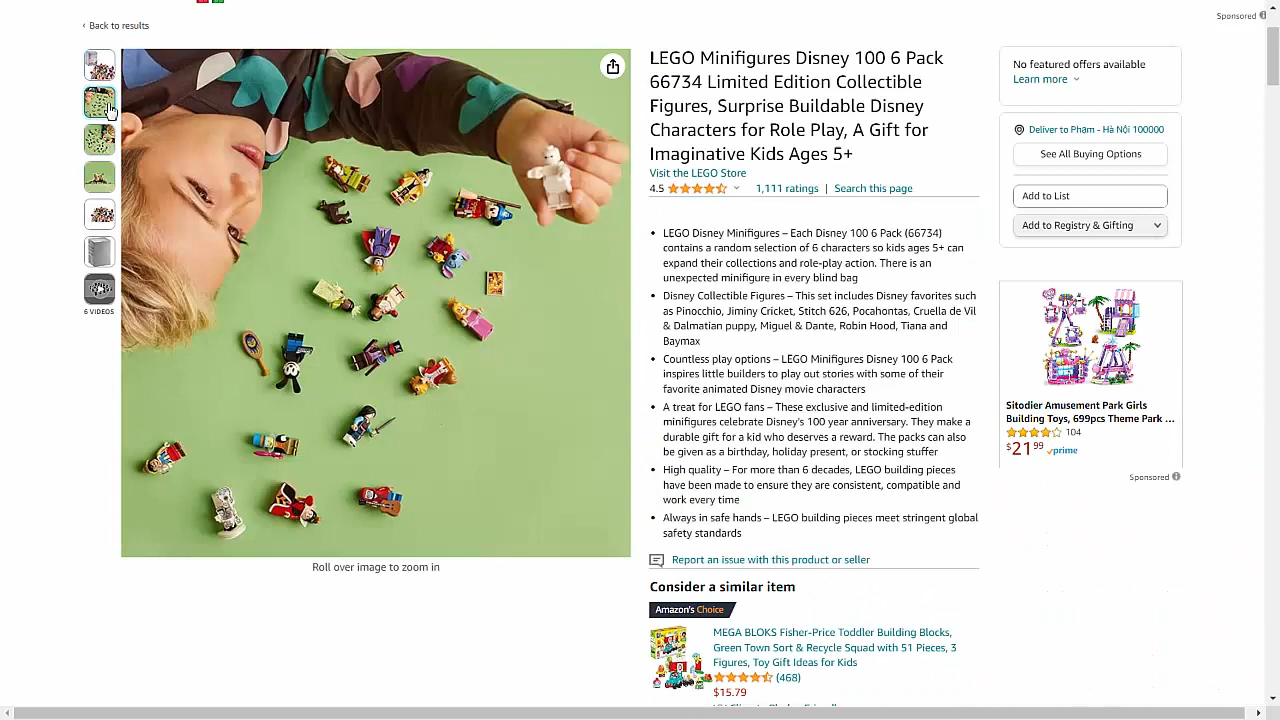 Sponsored
‹ Back to results
6 VIDEOS
Roll over image to zoom in
LEGO Minifigures Disney 100 6 Pack
66734 Limited Edition Collectible
Figures, Surprise Buildable Disney
Characters for Role Play, A Gift for
Imaginative Kids Ages 5+
Visit the LEGO Store
4.5 1,111 ratings | Search this page
• LEGO Disney Minifigures – Each Disney 100 6 Pack (66734)
contains a random selection of 6 characters so kids ages 5+ can
expand their collections and role-play action. There is an
unexpected minifigure in every blind bag
• Disney Collectible Figures – This set includes Disney favorites such
as Pinocchio, Jiminy Cricket, Stitch 626, Pocahontas, Cruella de Vil
& Dalmatian puppy, Miguel & Dante, Robin Hood, Tiana and
Baymax
• Countless play options – LEGO Minifigures Disney 100 6 Pack
inspires little builders to play out stories with some of their
favorite animated Disney movie characters
• A treat for LEGO fans – These exclusive and limited-edition
minifigures celebrate Disney's 100 year anniversary. They make a
durable gift for a kid who deserves a reward. The packs can also
be given as a birthday, holiday present, or stocking stuffer
• High quality – For more than 6 decades, LEGO building pieces
have been made to ensure they are consistent, compatible and
work every time
• Always in safe hands – LEGO building pieces meet stringent global
safety standards
Report an issue with this product or seller
Consider a similar item
Amazon's Choice
MEGA BLOKS Fisher-Price Toddler Building Blocks,
Green Town Sort & Recycle Squad with 51 Pieces, 3
Figures, Toy Gift Ideas for Kids
(468)
$15.79
No featured offers available
Learn more
Deliver to Phạm - Hà Nội 100000
See All Buying Options
Add to List
Add to Registry & Gifting
Sitodier Amusement Park Girls
Building Toys, 699pcs Theme Park ...
104
$21.99 prime
Sponsored